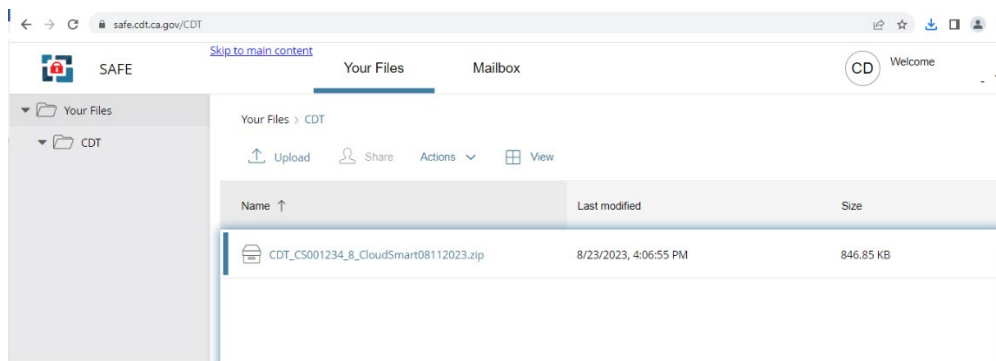 safe.cdt.ca.gov/CDT
Skip to main content
SAFE
Your Files
Mailbox
CD
Welcome
Your Files
CDT
Your Files > CDT
Upload
Share
Actions
View
Name
Last modified
Size
CDT_CS001234_8_CloudSmart08112023.zip
8/23/2023, 4:06:55 PM
846.85 KB